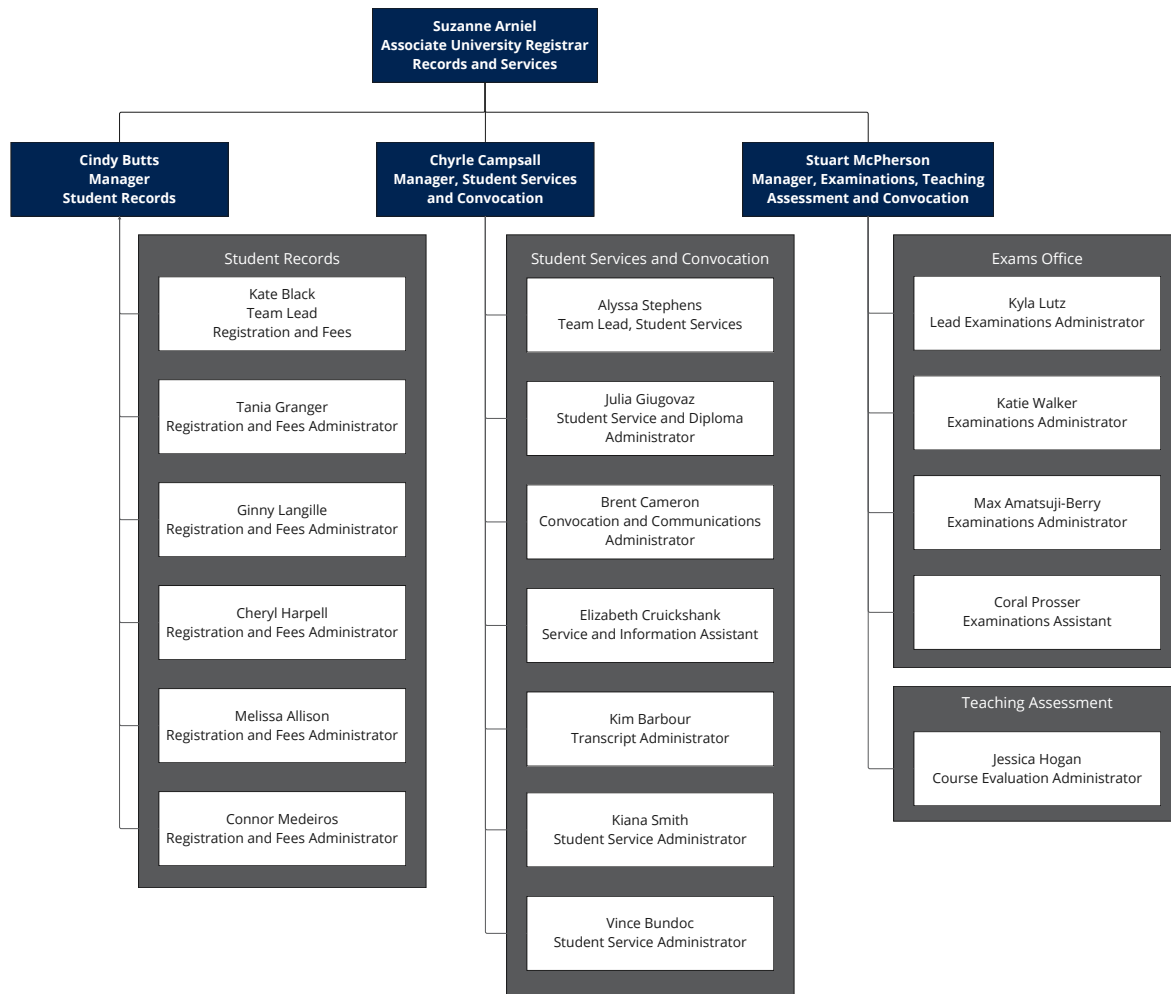 Suzanne Arniel
Associate University Registrar
Records and Services
Cindy Butts
Manager
Student Records
Chyrle Campsall
Manager, Student Services
and Convocation
Stuart McPherson
Manager, Examinations, Teaching
Assessment and Convocation
Student Records
Kate Black
Team Lead
Registration and Fees
Tania Granger
Registration and Fees Administrator
Ginny Langille
Registration and Fees Administrator
Cheryl Harpell
Registration and Fees Administrator
Melissa Allison
Registration and Fees Administrator
Connor Medeiros
Registration and Fees Administrator
Student Services and Convocation
Alyssa Stephens
Team Lead, Student Services
Julia Giugovaz
Student Service and Diploma
Administrator
Brent Cameron
Convocation and Communications
Administrator
Elizabeth Cruickshank
Service and Information Assistant
Kim Barbour
Transcript Administrator
Kiana Smith
Student Service Administrator
Vince Bundoc
Student Service Administrator
Exams Office
Kyla Lutz
Lead Examinations Administrator
Katie Walker
Examinations Administrator
Max Amatsuji-Berry
Examinations Administrator
Coral Prosser
Examinations Assistant
Teaching Assessment
Jessica Hogan
Course Evaluation Administrator